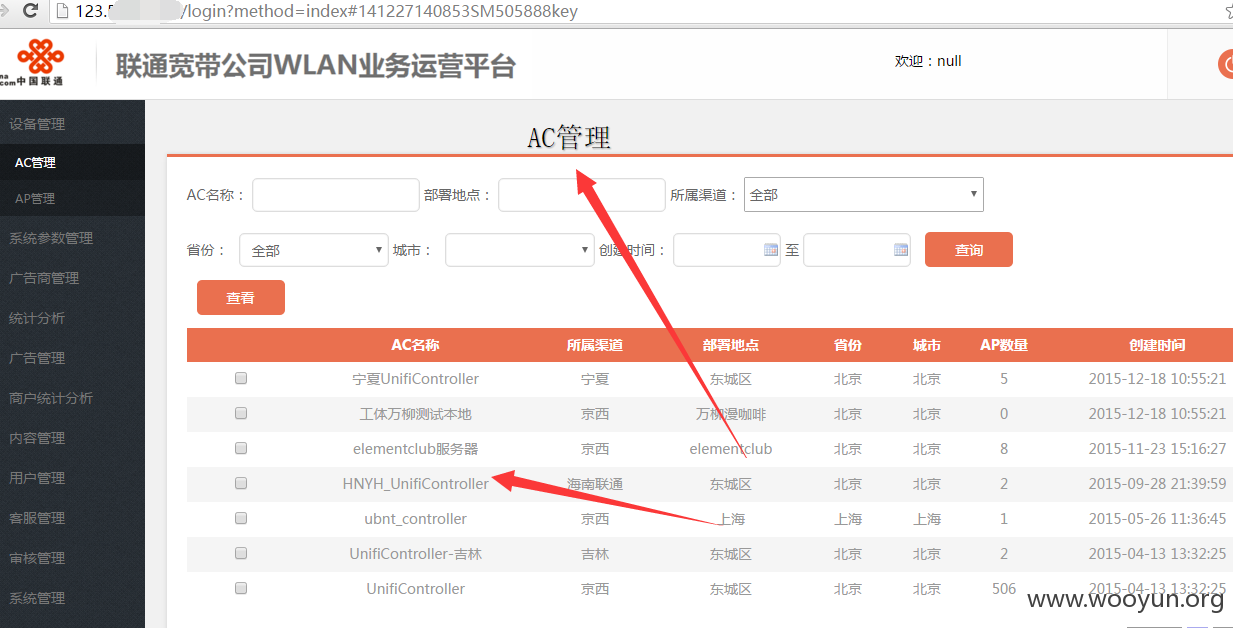 123. /login?method=index#141227140853SM505888key
中国联通
联通宽带公司WLAN业务运营平台
欢迎：null
设备管理
AC管理
AP管理
系统参数管理
广告商管理
统计分析
广告管理
商户统计分析
内容管理
用户管理
客服管理
审核管理
系统管理
AC管理
AC名称： 部署地点： 所属渠道： 全部
省份： 全部 城市： 创建时间： 至 查询
查看
AC名称 所属渠道 部署地点 省份 城市 AP数量 创建时间
宁夏UnifiController 宁夏 东城区 北京 北京 5 2015-12-18 10:55:21
工体万柳测试本地 京西 万柳漫咖啡 北京 北京 0 2015-12-18 10:55:21
elementclub服务器 京西 elementclub 北京 北京 8 2015-11-23 15:16:27
HNYH_UnifiController 海南联通 东城区 北京 北京 2 2015-09-28 21:39:59
ubnt_controller 京西 上海 上海 上海 1 2015-05-26 11:36:45
UnifiController-吉林 吉林 东城区 北京 北京 2 2015-04-13 13:32:25
UnifiController 京西 东城区 北京 北京 506 2015-04-13 13:32:25
www.wooyun.org